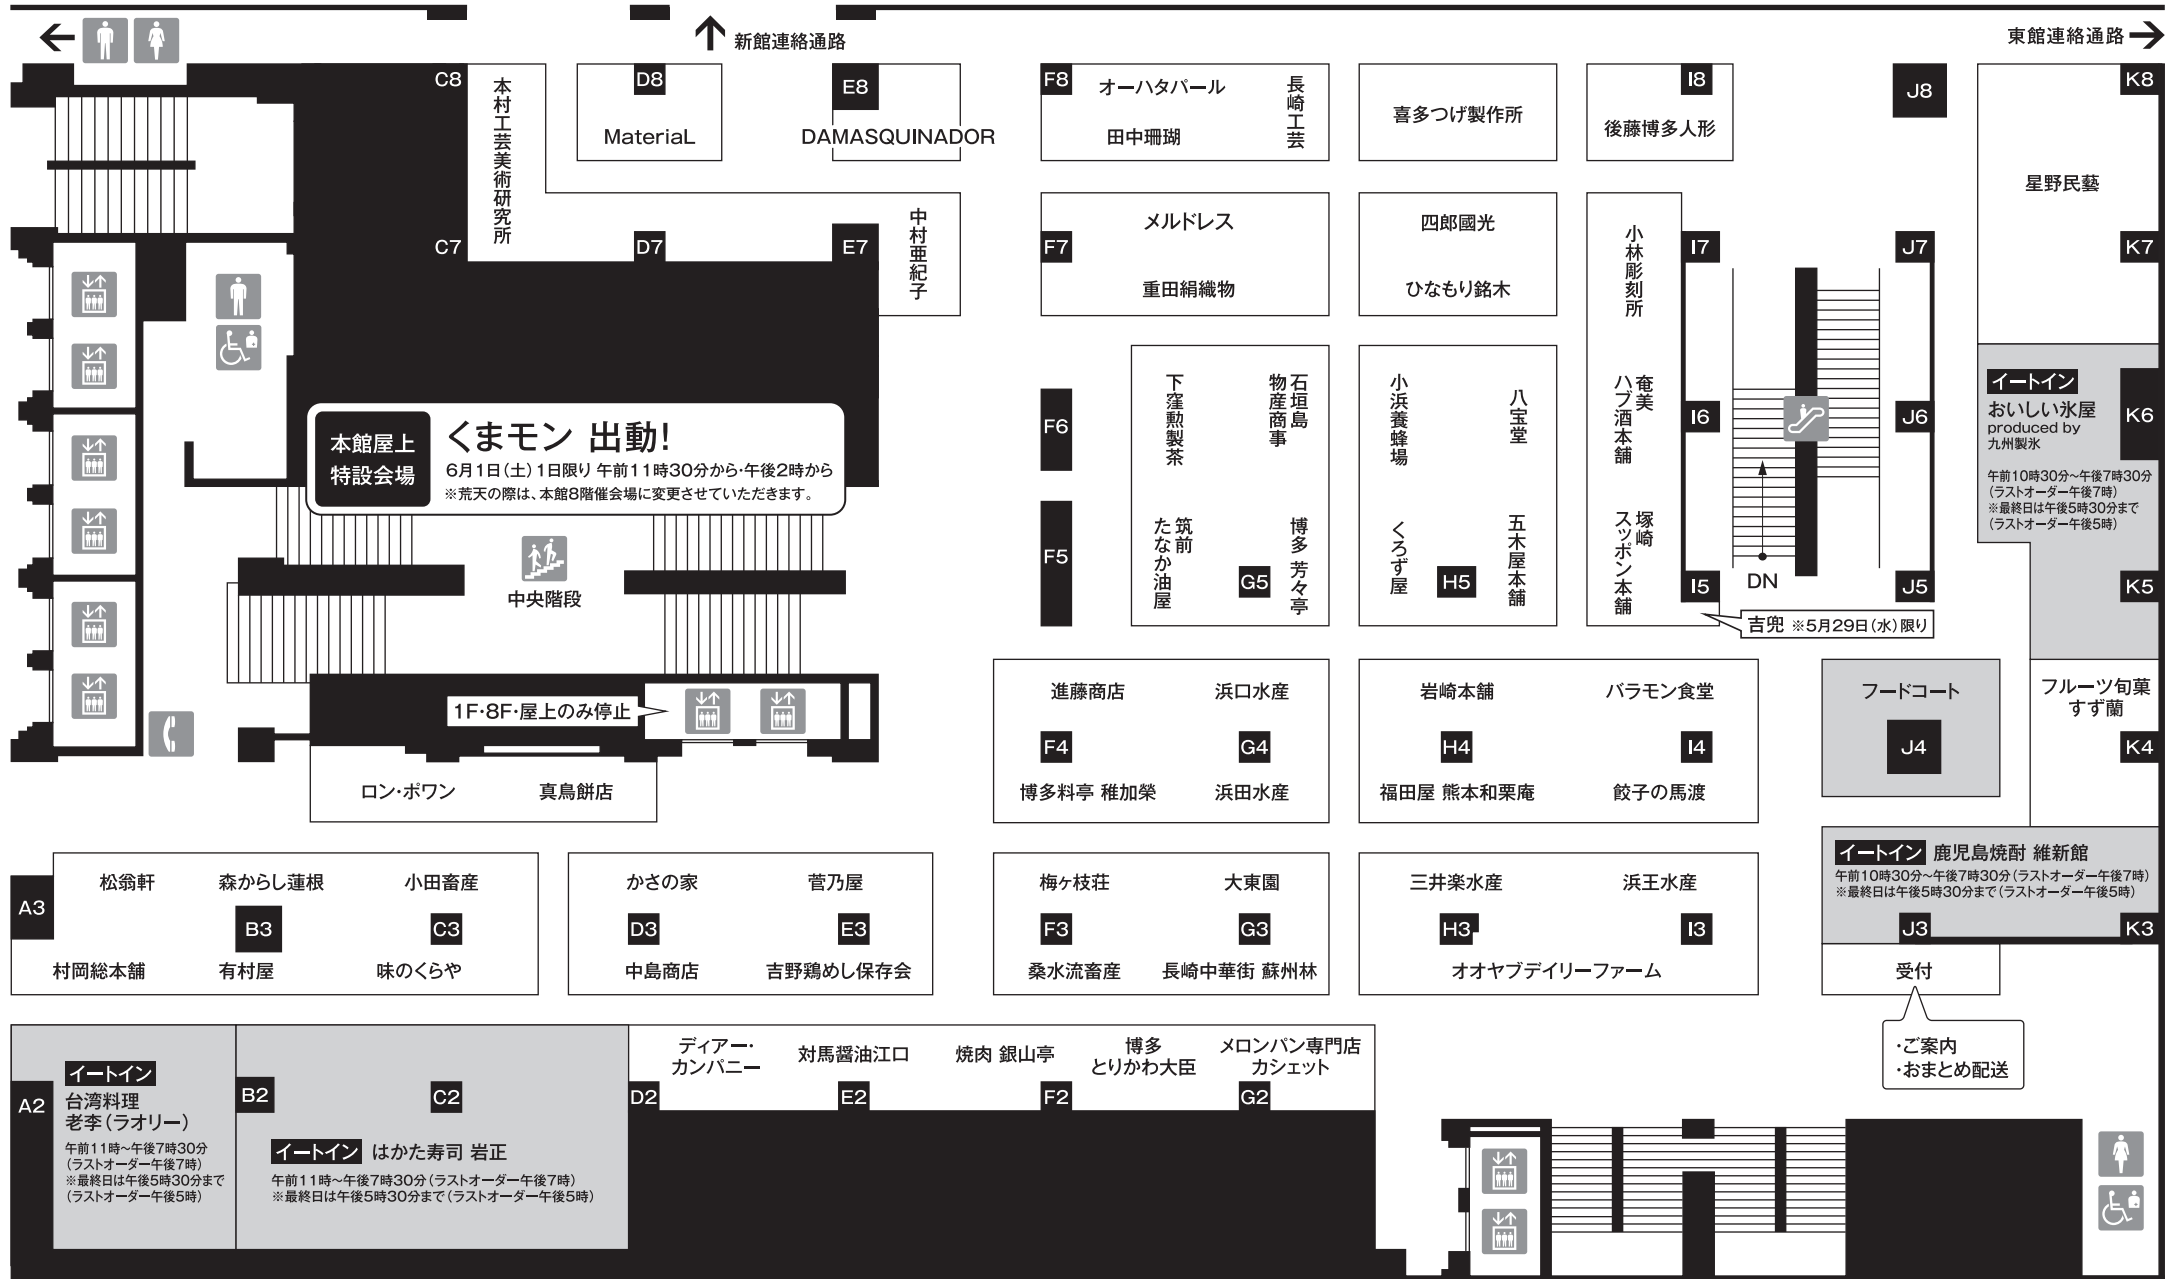 新館連絡通路
東館連絡通路
C8
本村工芸美術研究所
D8
MateriaL
E8
DAMASQUINADOR
F8
オーハタパール
田中珊瑚
長崎工芸
喜多つげ製作所
I8
後藤博多人形
J8
K8
星野民藝
C7
D7
E7
中村亜紀子
F7
メルドレス
重田絹織物
四郎國光
ひなもり銘木
小林彫刻所
I7
J7
K7
本館屋上
特設会場
くまモン 出動!
6月1日(土)1日限り 午前11時30分から・午後2時から
※荒天の際は、本館8階催会場に変更させていただきます。
F6
下窪勲製茶
石垣島
物産商事
小浜養蜂場
八宝堂
奄美
ハブ酒本舗
I6
J6
イートイン
おいしい氷屋
produced by
九州製氷
午前10時30分~午後7時30分
(ラストオーダー午後7時)
※最終日は午後5時30分まで
(ラストオーダー午後5時)
K6
F5
筑前
たなか油屋
博多 芳々亭
G5
くろず屋
H5
五木屋本舗
塚崎
スッポン本舗
I5
DN
J5
K5
吉兜 ※5月29日(水)限り
中央階段
1F・8F・屋上のみ停止
進藤商店
浜口水産
F4
G4
博多料亭 稚加榮
浜田水産
岩崎本舗
バラモン食堂
H4
I4
福田屋 熊本和栗庵
餃子の馬渡
フードコート
J4
フルーツ旬菓
すず蘭
K4
ロン・ポワン
真鳥餅店
A3
松翁軒
森からし蓮根
小田畜産
B3
C3
村岡総本舗
有村屋
味のくらや
かさの家
菅乃屋
D3
E3
中島商店
吉野鶏めし保存会
梅ヶ枝荘
大東園
F3
G3
桑水流畜産
長崎中華街 蘇州林
三井楽水産
浜王水産
H3
I3
オオヤブデイリーファーム
イートイン 鹿児島焼酎 維新館
午前10時30分~午後7時30分(ラストオーダー午後7時)
※最終日は午後5時30分まで(ラストオーダー午後5時)
J3
K3
受付
・ご案内
・おまとめ配送
A2
イートイン
台湾料理
老李(ラオリー)
午前11時~午後7時30分
(ラストオーダー午後7時)
※最終日は午後5時30分まで
(ラストオーダー午後5時)
B2
C2
イートイン はかた寿司 岩正
午前11時~午後7時30分(ラストオーダー午後7時)
※最終日は午後5時30分まで(ラストオーダー午後5時)
ディアー・
カンパニー
対馬醤油江口
焼肉 銀山亭
博多
とりかわ大臣
メロンパン専門店
カシェット
D2
E2
F2
G2